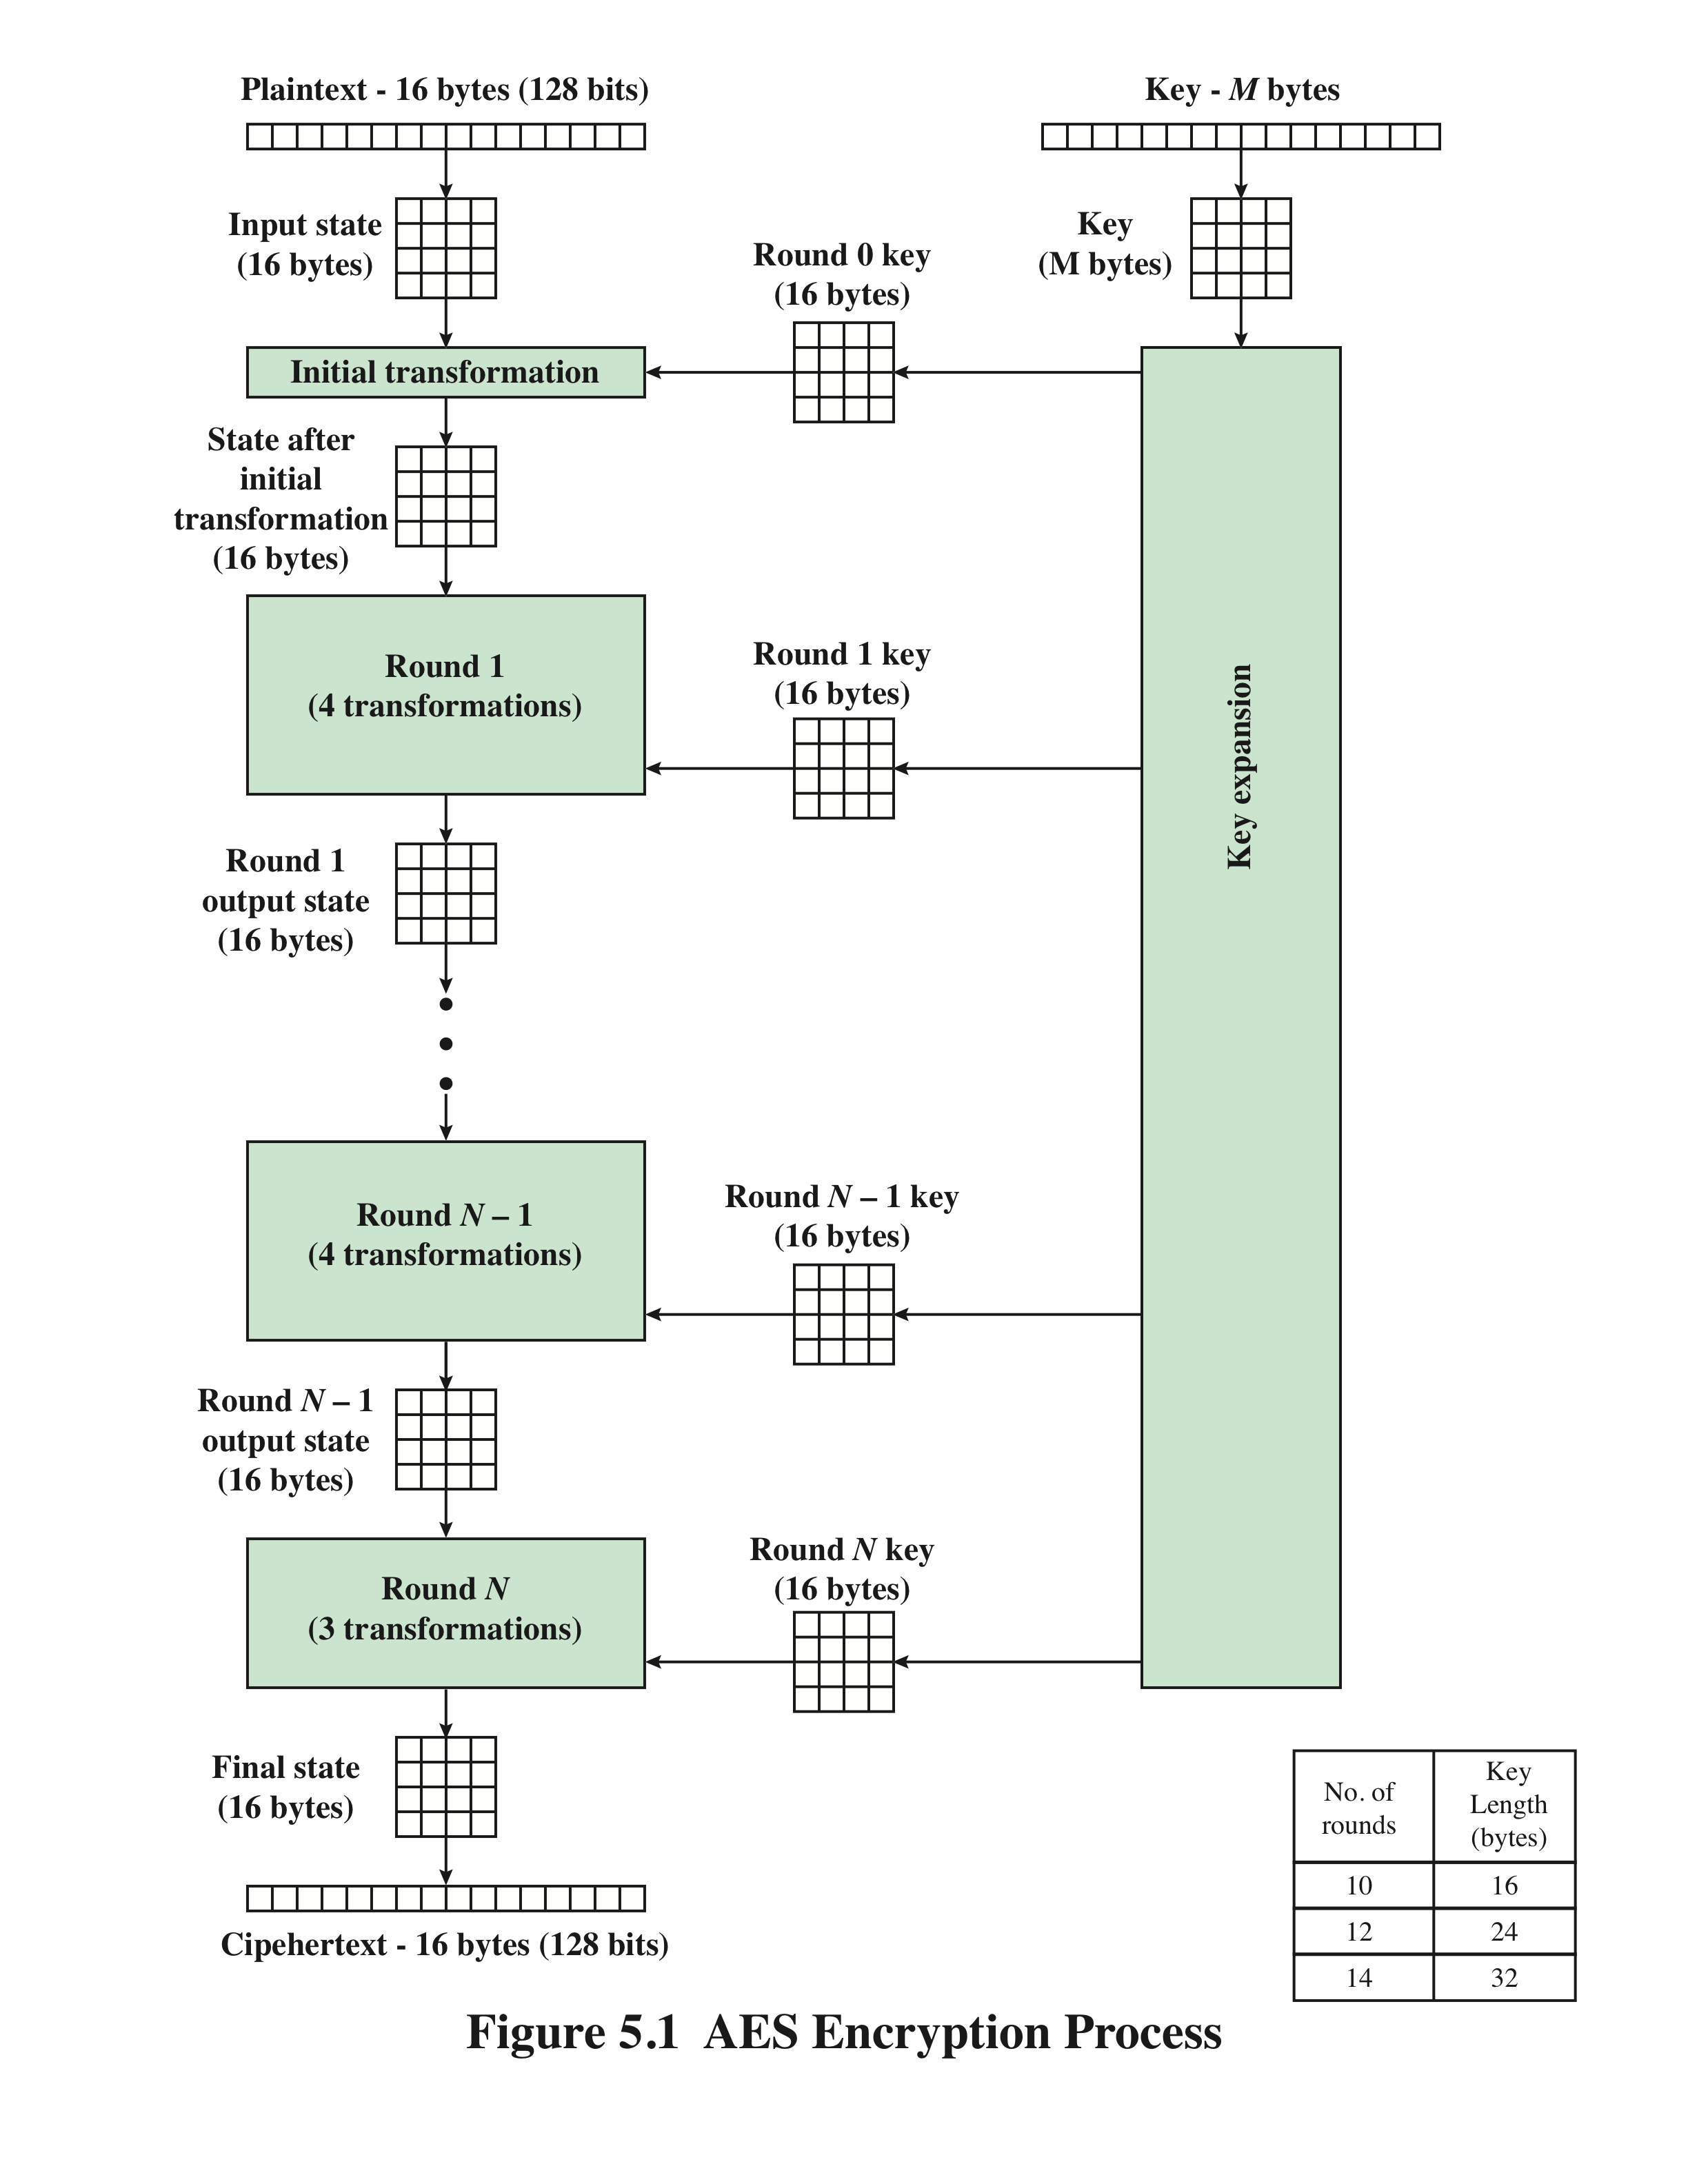 Plaintext - 16 bytes (128 bits)
Key - M bytes
Input state
(16 bytes)
Key
(M bytes)
Round 0 key
(16 bytes)
Initial transformation
State after
initial
transformation
(16 bytes)
Round 1
(4 transformations)
Round 1 key
(16 bytes)
Key expansion
Round 1
output state
(16 bytes)
Round N – 1
(4 transformations)
Round N – 1 key
(16 bytes)
Round N – 1
output state
(16 bytes)
Round N
(3 transformations)
Round N key
(16 bytes)
Final state
(16 bytes)
Cipehertext - 16 bytes (128 bits)
No. of
rounds
Key
Length
(bytes)
10 16
12 24
14 32
Figure 5.1 AES Encryption Process